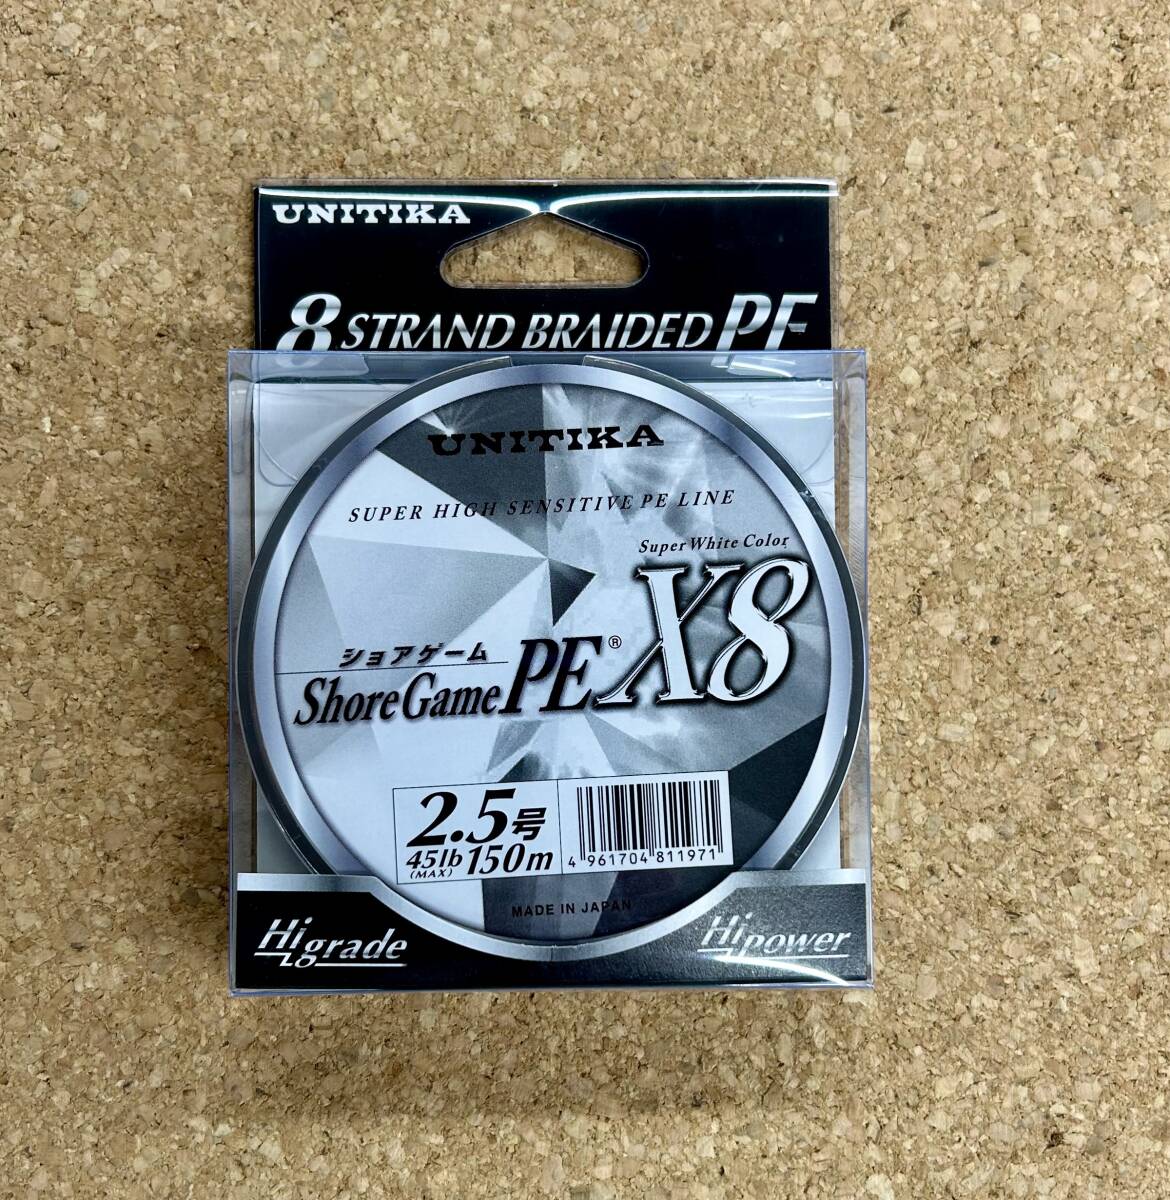 UNITIKA
8 STRAND BRAIDED PE
UNITIKA
SUPER HIGH SENSITIVE PE LINE
Super White Color
ショアゲーム
Shore Game PE® X8
2.5号
45lb 150m
(MAX)
4 961704 811971
MADE IN JAPAN
Hi grade
Hi power